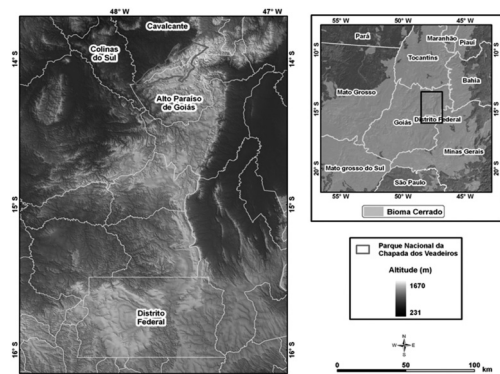 48° W
47° W
Cavalcante
Colinas
do Sul
14° S
14° S
Alto Paraíso
de Goiás
15° S
15° S
Distrito
Federal
16° S
16° S
55° W
50° W
45° W
Pará
Maranhão
Piauí
10° S
10° S
Tocantins
Bahia
Mato Grosso
15° S
15° S
Goiás
Distrito Federal
Minas Gerais
20° S
20° S
Mato grosso do Sul
São Paulo
55° W
50° W
45° W
Bioma Cerrado
Parque Nacional da
Chapada dos Veadeiros
Altitude (m)
1670
231
N
W
E
S
0
50
100
km